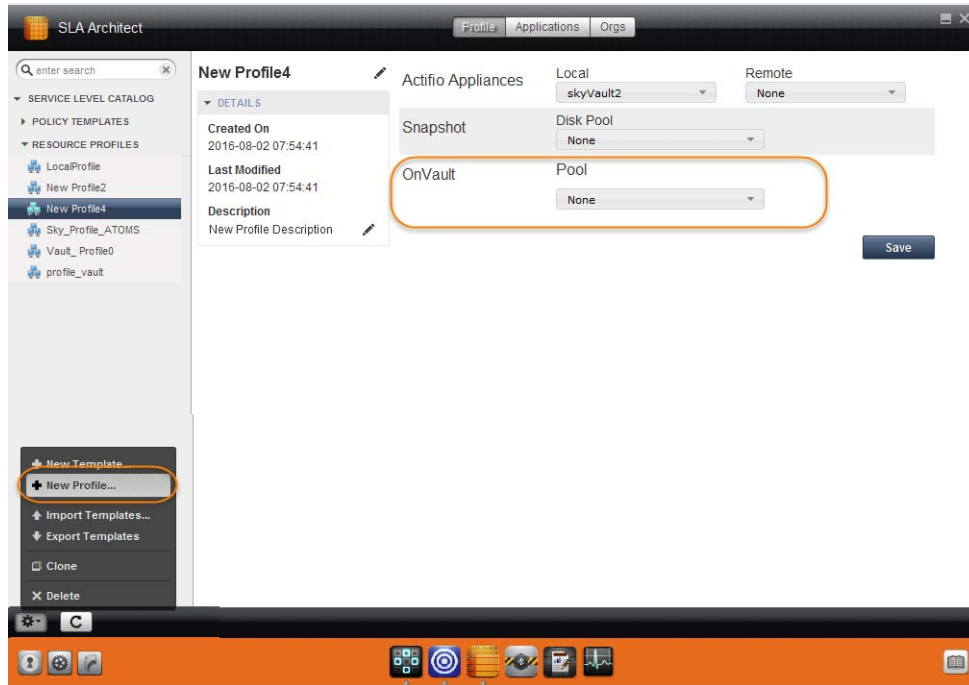 SLA Architect
Profile Applications Orgs
enter search
SERVICE LEVEL CATALOG
POLICY TEMPLATES
RESOURCE PROFILES
LocalProfile
New Profile2
New Profile4
Sky_Profile_ATOMS
Vault_ Profile0
profile_vault
New Profile4
DETAILS
Created On
2016-08-02 07:54:41
Last Modified
2016-08-02 07:54:41
Description
New Profile Description
Actifio Appliances
Local
skyVault2
Remote
None
Snapshot
Disk Pool
None
OnVault
Pool
None
Save
New Template...
New Profile...
Import Templates...
Export Templates
Clone
Delete